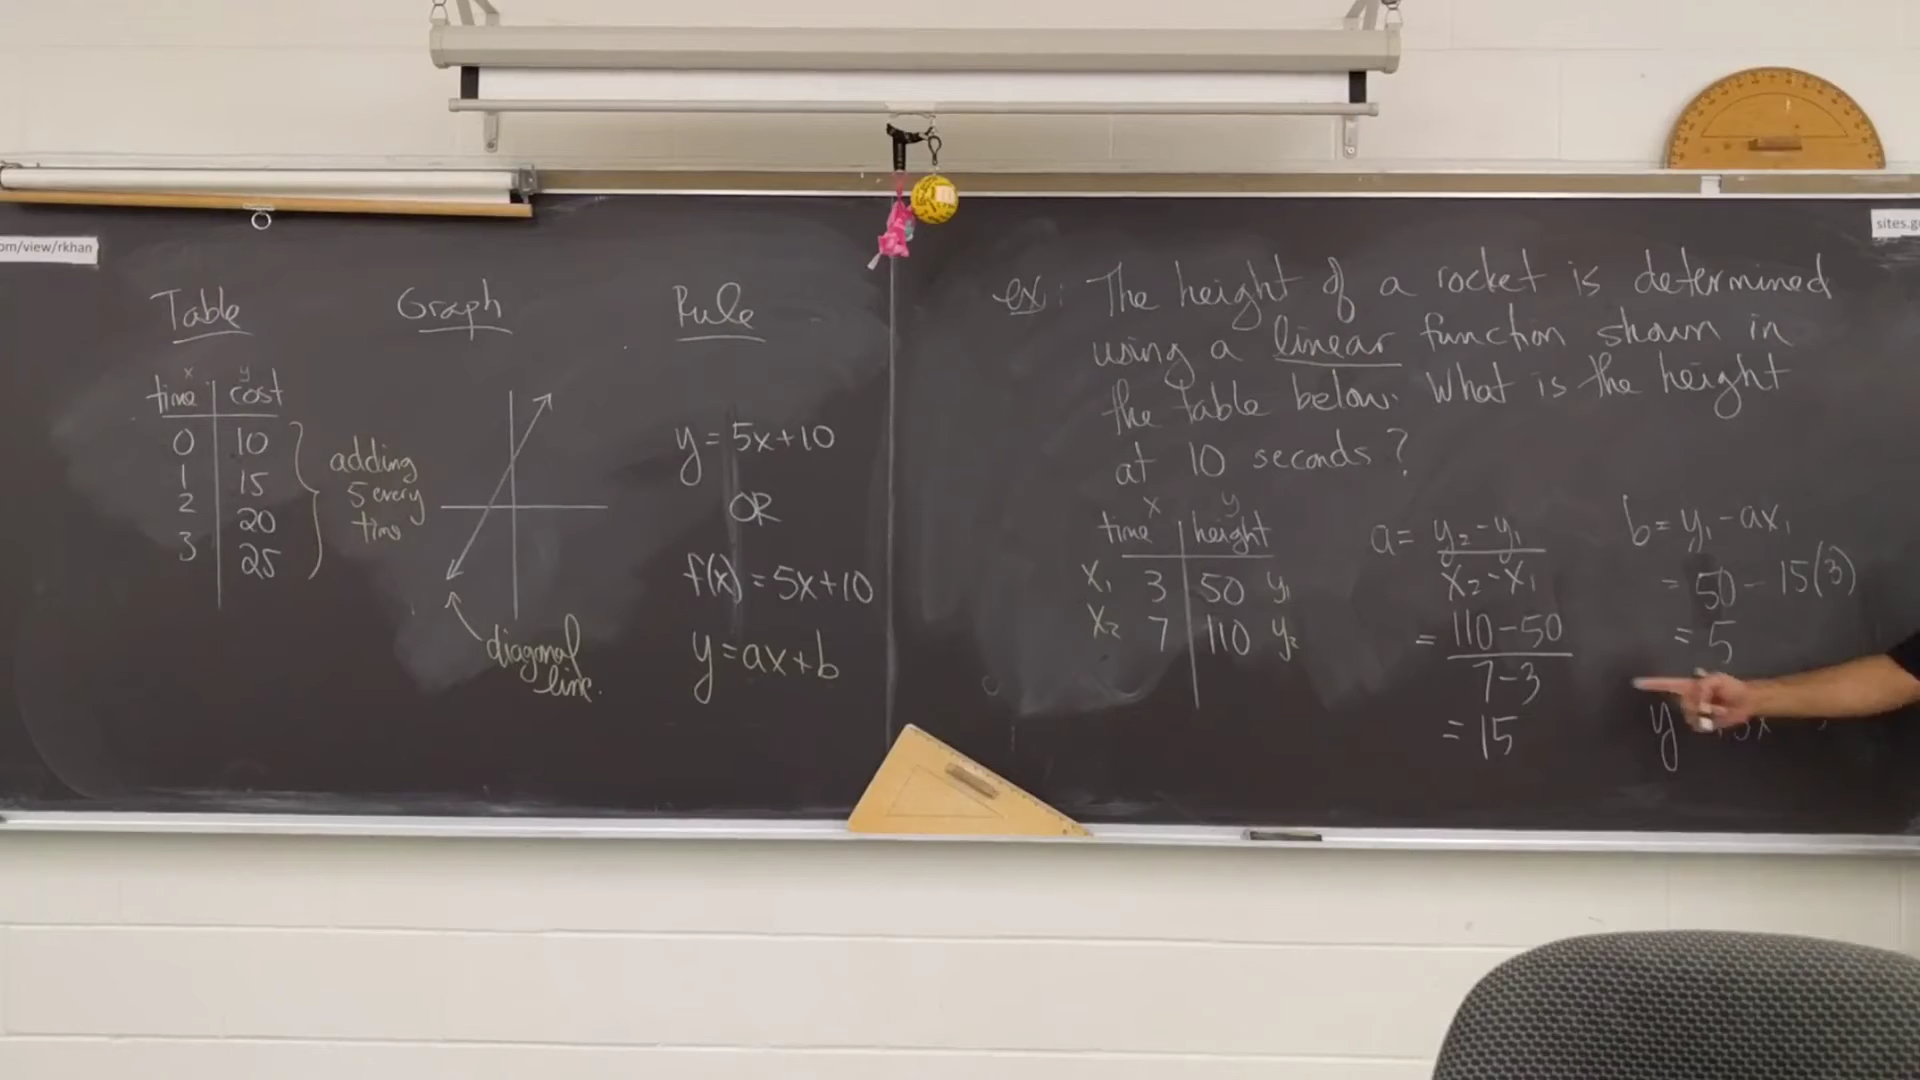 om/view/rkhan
sites.g
Table
x y
time cost
0 10
1 15
2 20
3 25
adding
5 every
time
Graph
diagonal
line.
Rule
y = 5x+10
OR
f(x) = 5x+10
y = ax+b
ex: The height of a rocket is determined
using a linear function shown in
the table below. What is the height
at 10 seconds?
x y
time height
x₁ 3 50 y₁
x₂ 7 110 y₂
a = y₂-y₁
x₂-x₁
= 110-50
7-3
= 15
b = y₁-ax₁
= 50-15(3)
= 5
y